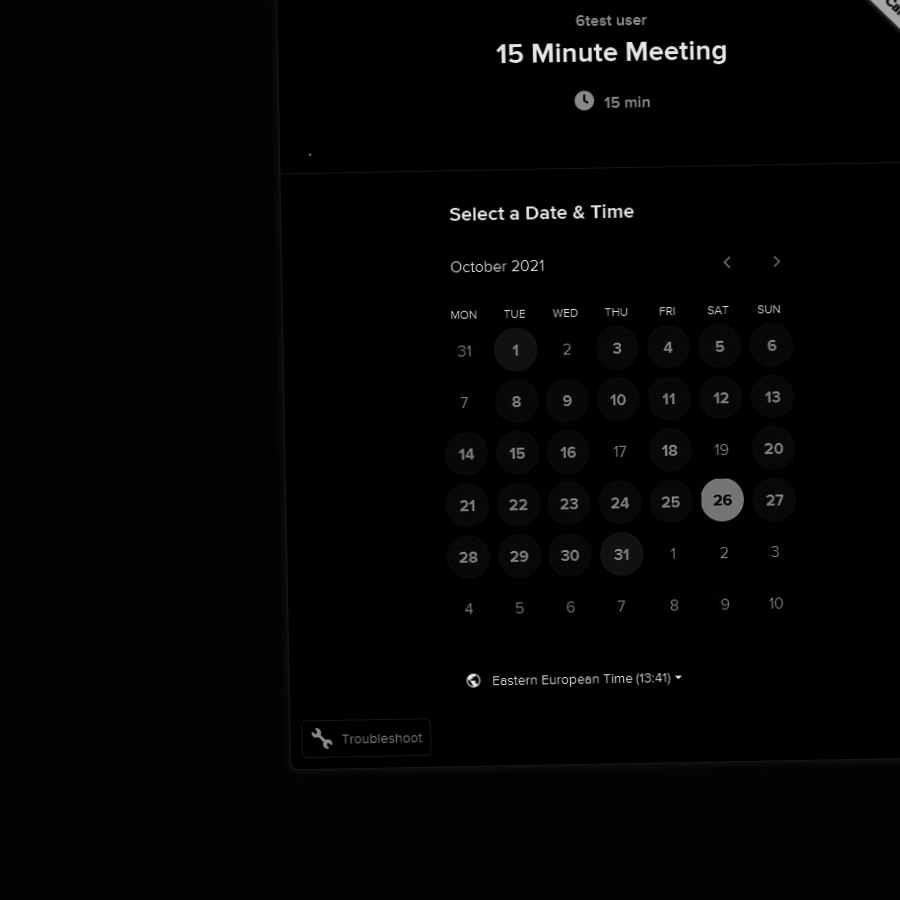 6test user
15 Minute Meeting
15 min
Select a Date & Time
October 2021
MON TUE WED THU FRI SAT SUN
31 1 2 3 4 5 6
7 8 9 10 11 12 13
14 15 16 17 18 19 20
21 22 23 24 25 26 27
28 29 30 31 1 2 3
4 5 6 7 8 9 10
Eastern European Time (13:41)
Troubleshoot